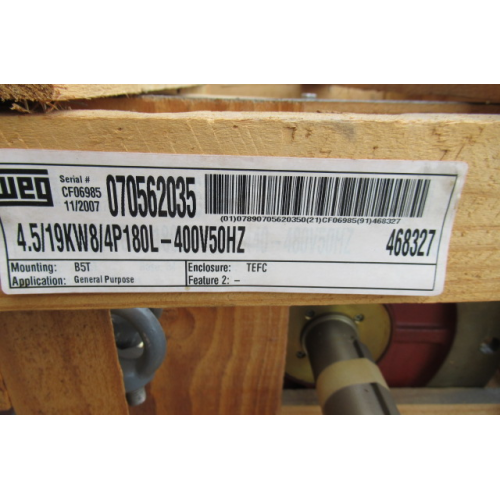 weg
Serial #
CF06985
11/2007
070562035
(01)07890705620350(21)CF06985(91)468327
4.5/19KW8/4P180L-400V50HZ 468327
Mounting: B5T Enclosure: TEFC
Application: General Purpose Feature 2: -